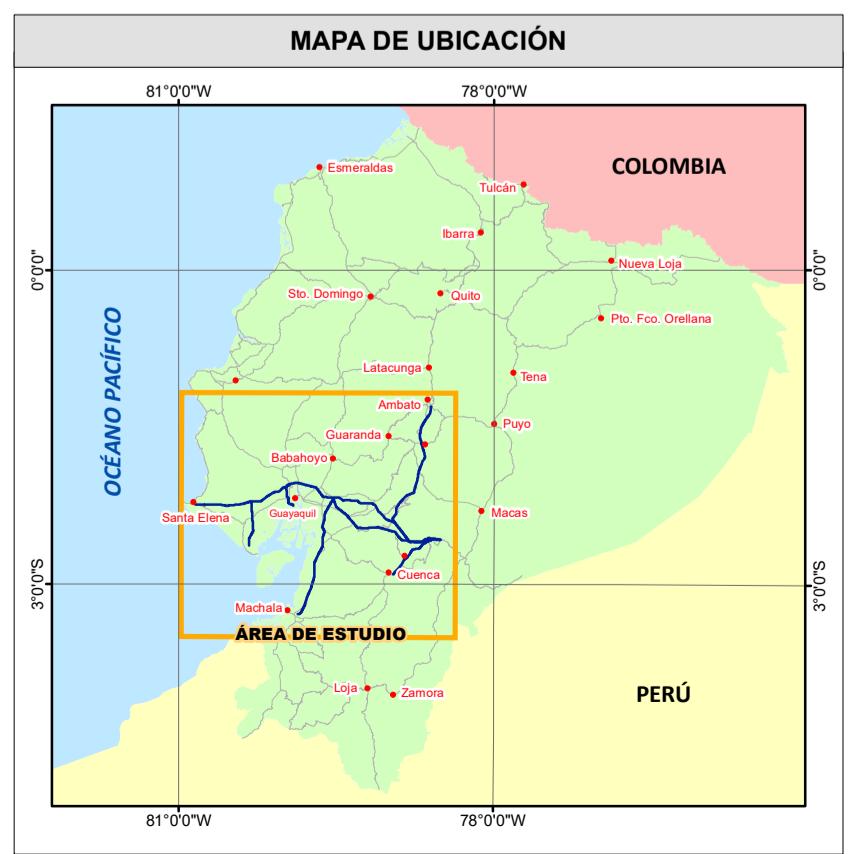 MAPA DE UBICACIÓN
81°0'0"W
78°0'0"W
COLOMBIA
Esmeraldas
Tulcán
Ibarra
Nueva Loja
0°0'0"
0°0'0"
Sto. Domingo
Quito
Pto. Fco. Orellana
OCÉANO PACÍFICO
Latacunga
Tena
Ambato
Puyo
Guaranda
Babahoyo
Santa Elena
Guayaquil
Macas
Cuenca
3°0'0"S
3°0'0"S
Machala
ÁREA DE ESTUDIO
Loja
Zamora
PERÚ
81°0'0"W
78°0'0"W